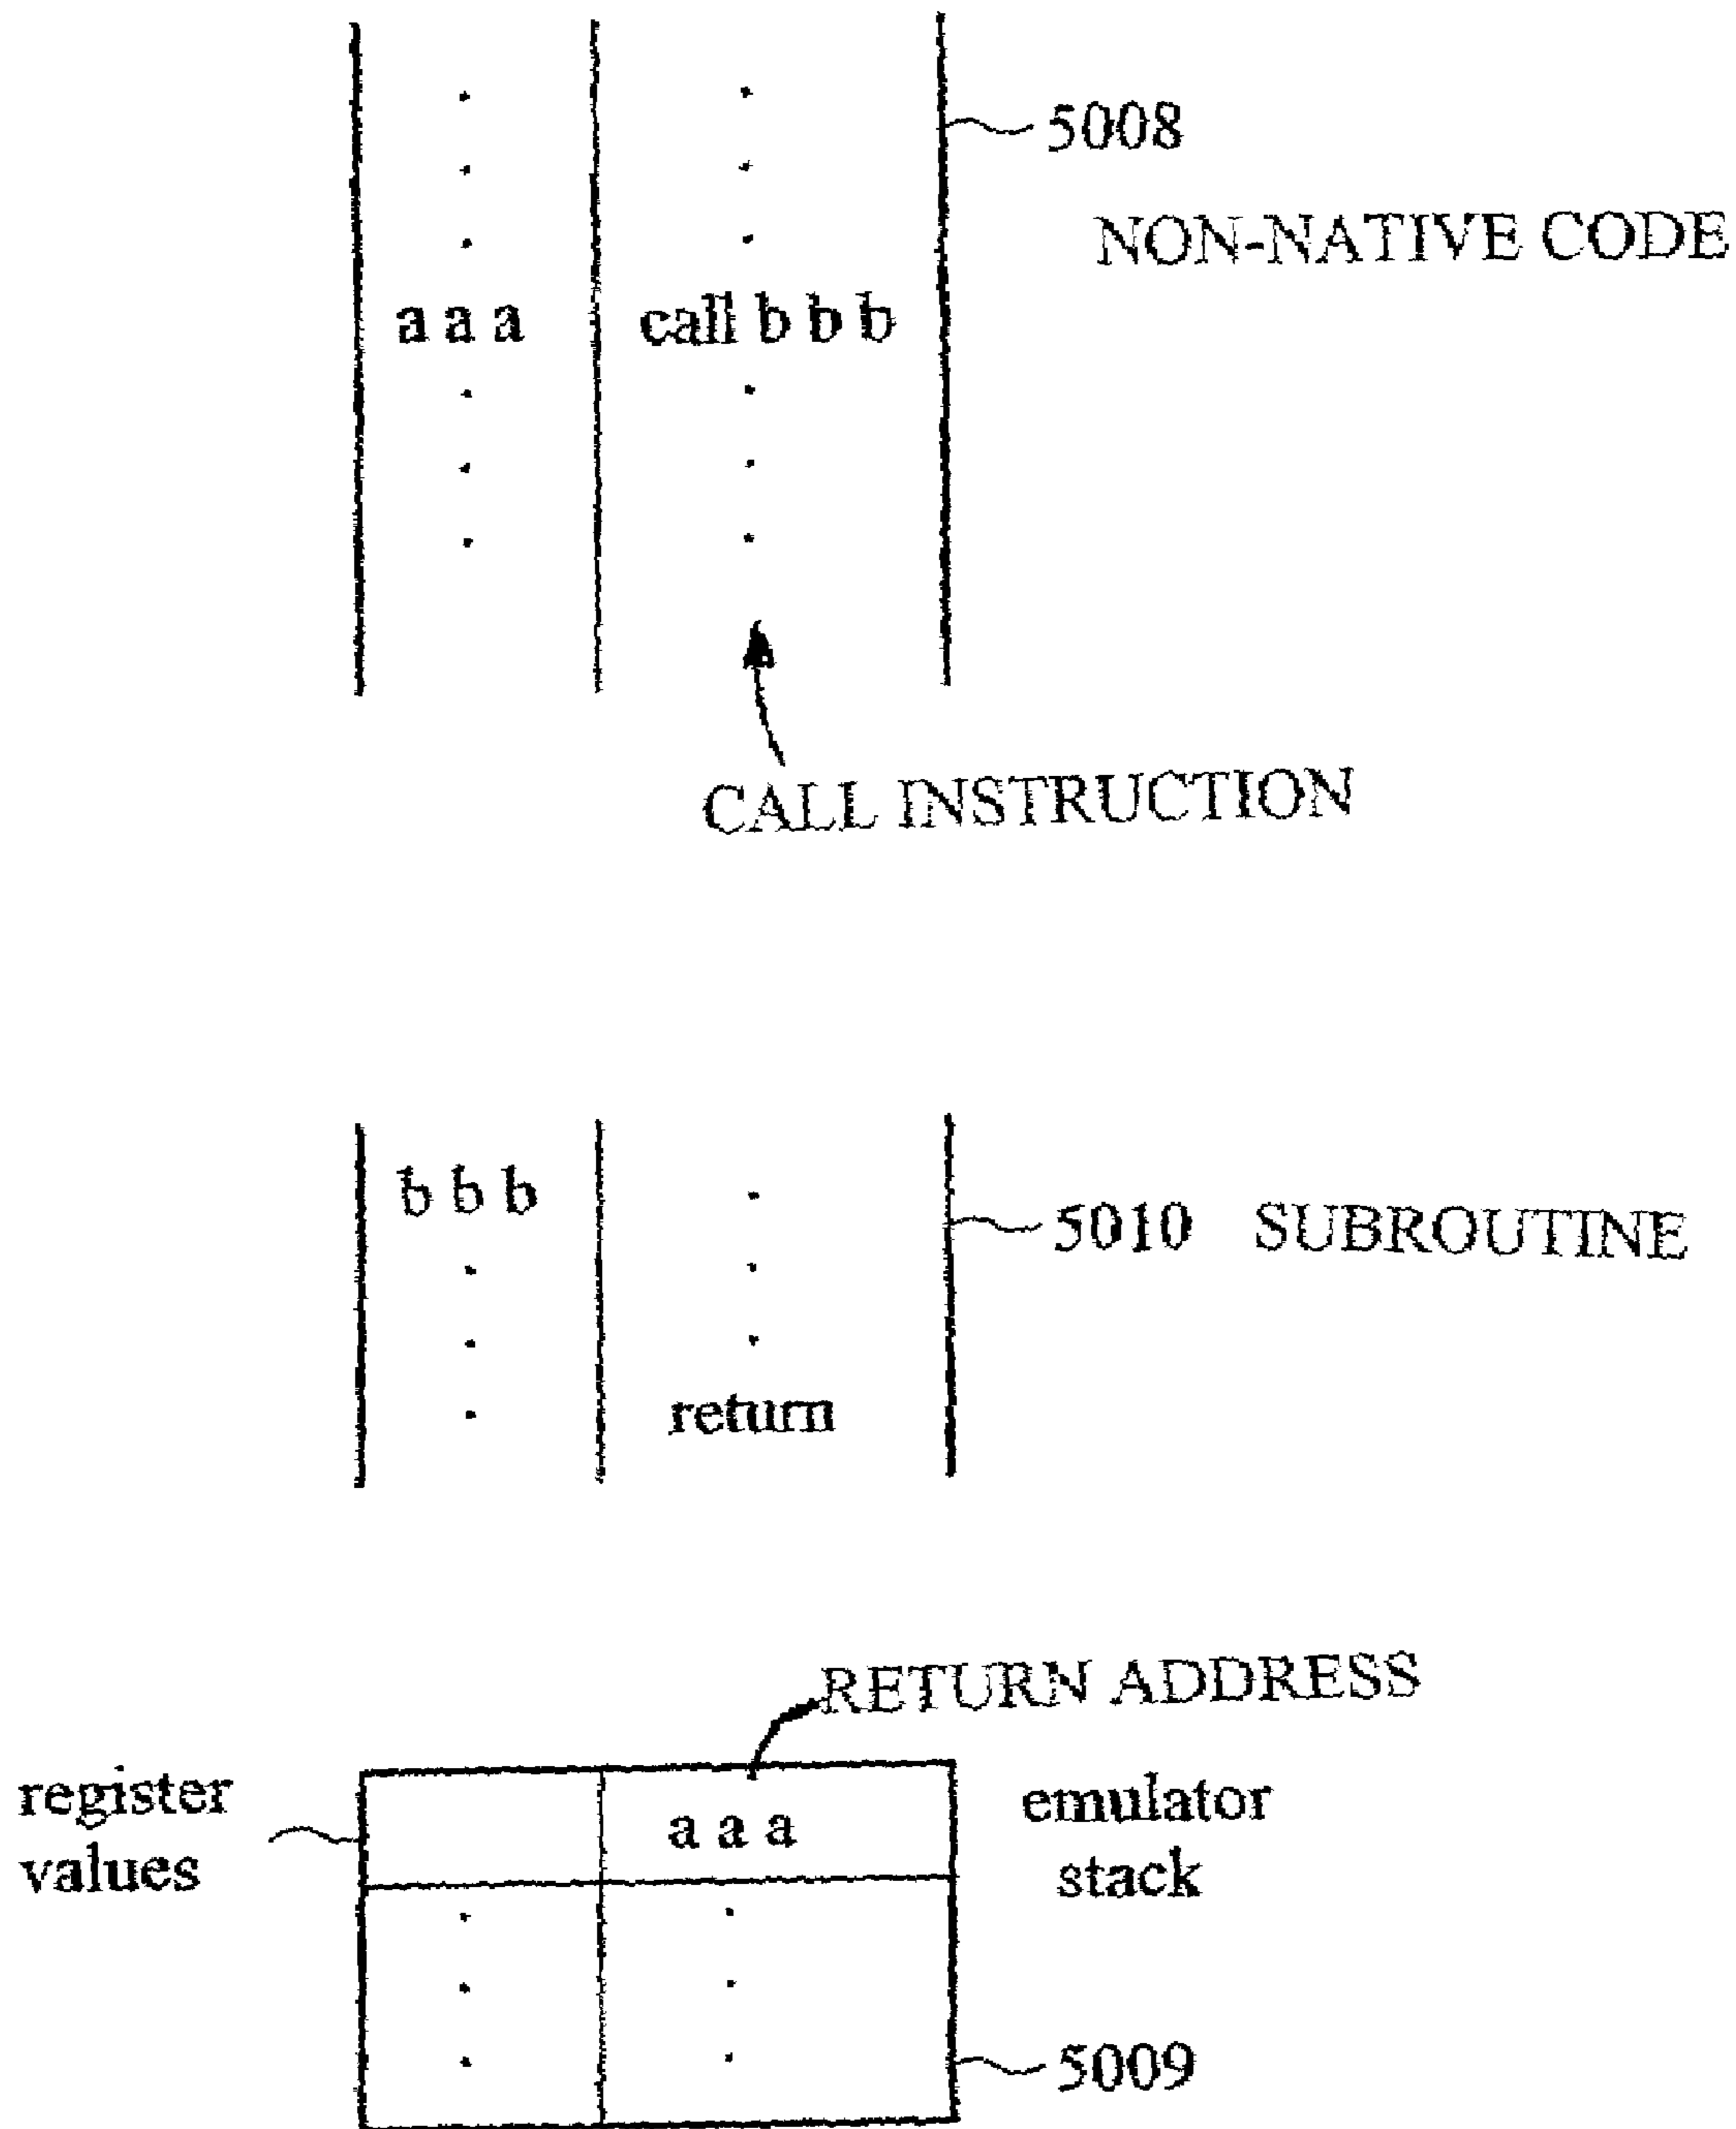 5008
NON-NATIVE CODE
a a a call b b b
CALL INSTRUCTION
b b b
5010 SUBROUTINE
return
RETURN ADDRESS
register
values
a a a
emulator
stack
5009